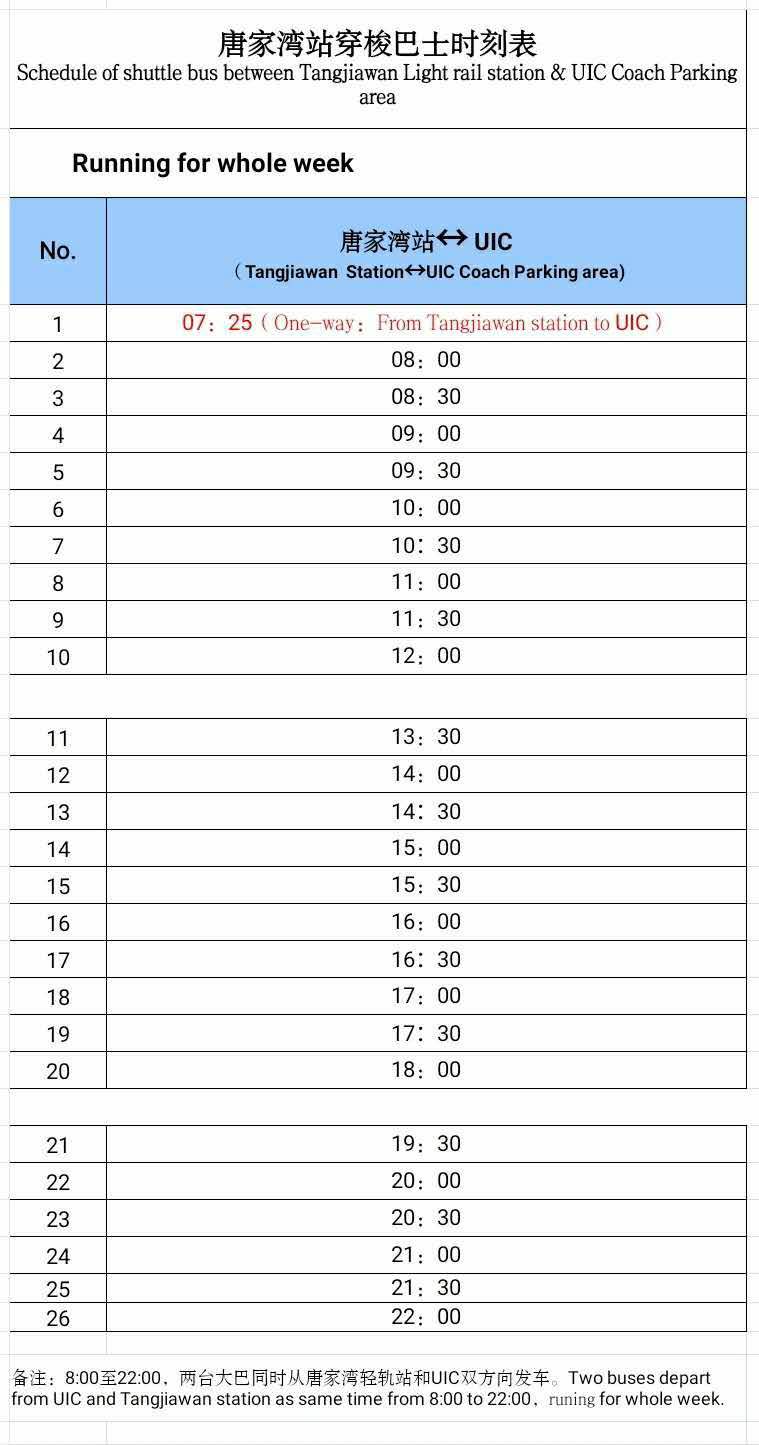 唐家湾站穿梭巴士时刻表
Schedule of shuttle bus between Tangjiawan Light rail station & UIC Coach Parking
area
Running for whole week
No. 唐家湾站↔ UIC
（Tangjiawan Station↔UIC Coach Parking area)
1 07：25（One-way：From Tangjiawan station to UIC）
2 08：00
3 08：30
4 09：00
5 09：30
6 10：00
7 10：30
8 11：00
9 11：30
10 12：00
11 13：30
12 14：00
13 14：30
14 15：00
15 15：30
16 16：00
17 16：30
18 17：00
19 17：30
20 18：00
21 19：30
22 20：00
23 20：30
24 21：00
25 21：30
26 22：00
备注：8:00至22:00，两台大巴同时从唐家湾轻轨站和UIC双方向发车。Two buses depart
from UIC and Tangjiawan station as same time from 8:00 to 22:00，runing for whole week.